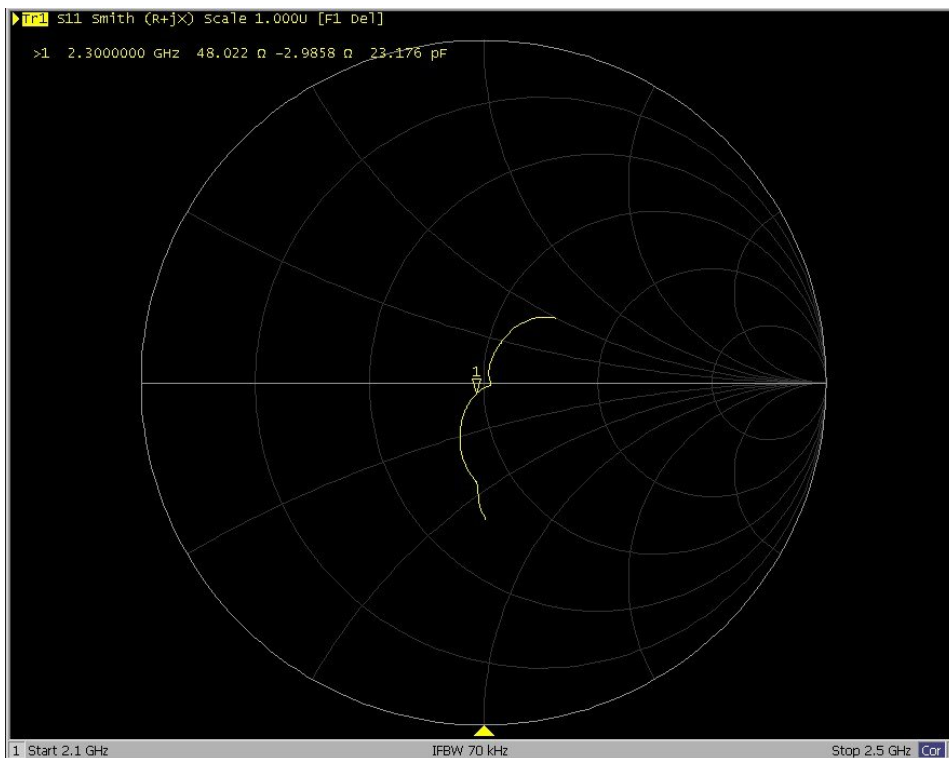 Tr1 S11 Smith (R+jX) Scale 1.000U [F1 Del]
>1 2.3000000 GHz 48.022 Ω -2.9858 Ω 23.176 pF
1
1 Start 2.1 GHz IFBW 70 kHz Stop 2.5 GHz Cor